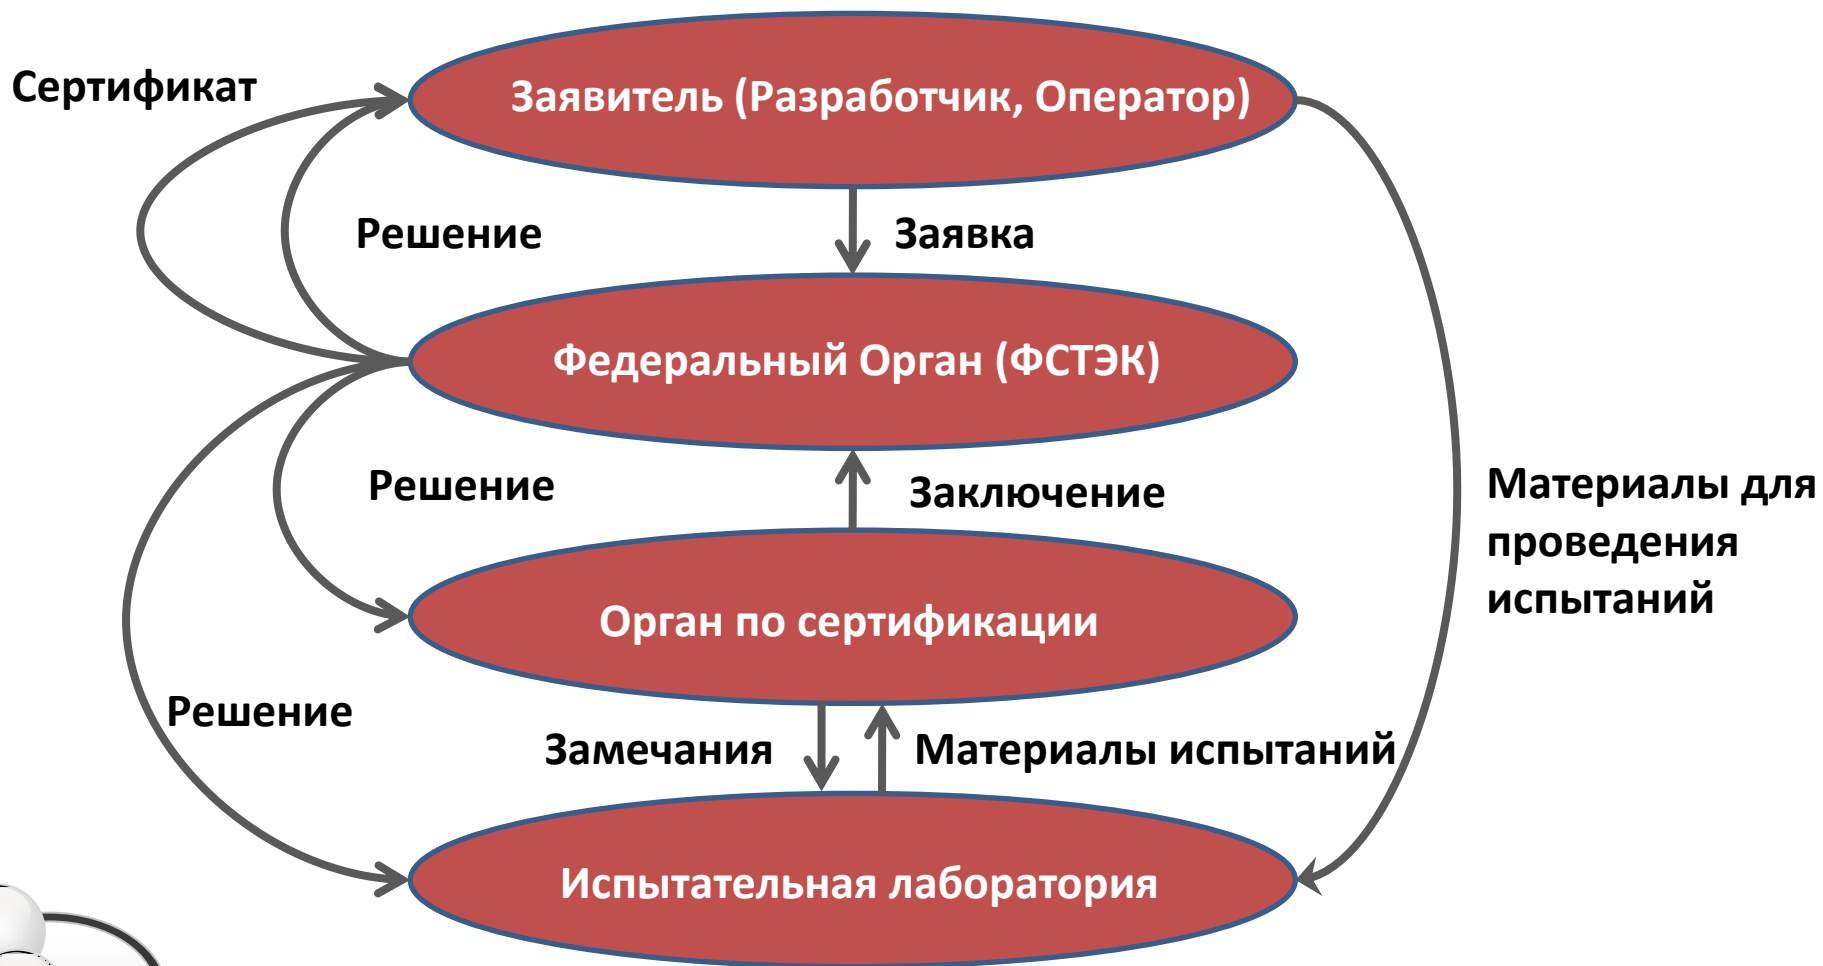 Сертификат
Заявитель (Разработчик, Оператор)
Решение
Заявка
Федеральный Орган (ФСТЭК)
Решение
Заключение
Материалы для
проведения
испытаний
Орган по сертификации
Решение
Замечания
Материалы испытаний
Испытательная лаборатория